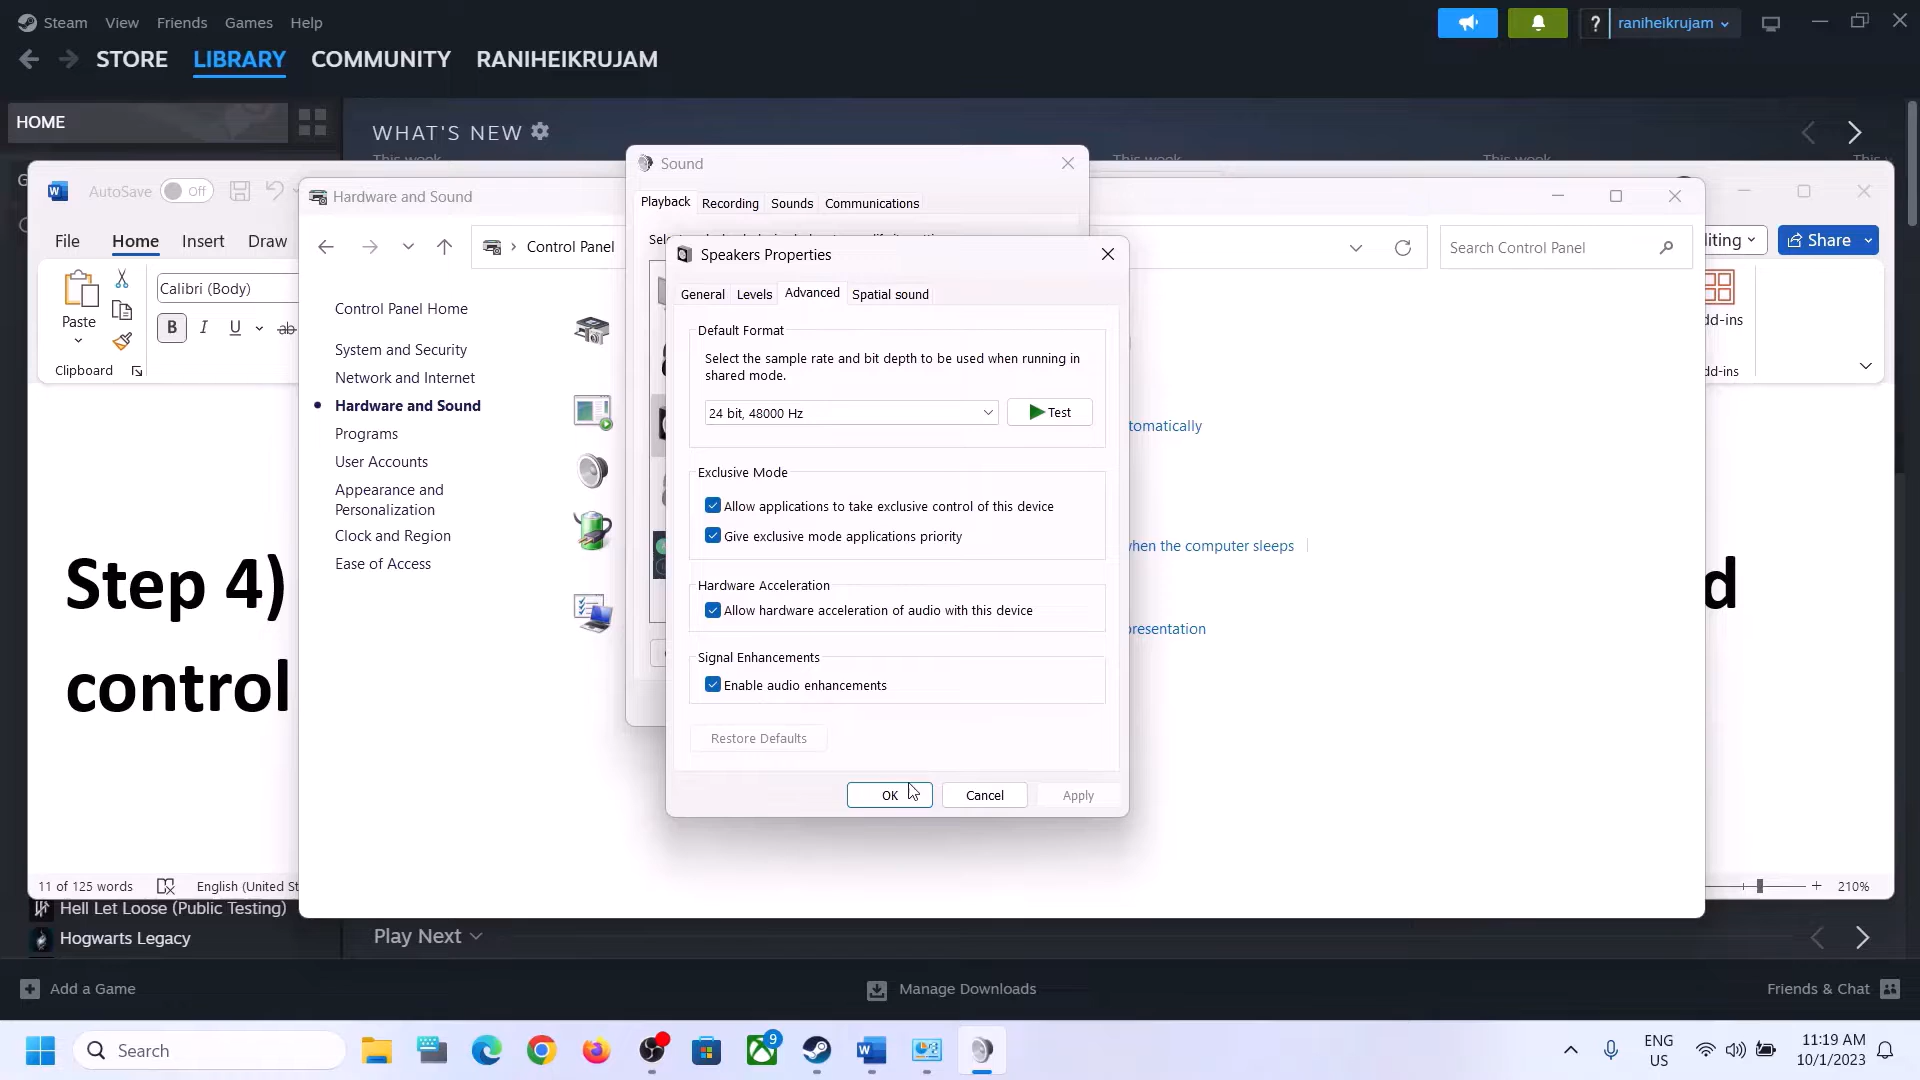 Steam View Friends Games Help
? raniheikrujam
STORE LIBRARY COMMUNITY RANIHEIKRUJAM
HOME
WHAT'S NEW
This week
This week
This week
AutoSave Off
File Home Insert Draw
Calibri (Body)
Paste
B I U ab
Clipboard
Editing
Share
Add-ins
Add-ins
Hardware and Sound
Control Panel
Search Control Panel
Control Panel Home
System and Security
Network and Internet
Hardware and Sound
Programs
User Accounts
Appearance and
Personalization
Clock and Region
Ease of Access
tomatically
when the computer sleeps
presentation
Sound
Playback Recording Sounds Communications
Speakers Properties
General Levels Advanced Spatial sound
Default Format
Select the sample rate and bit depth to be used when running in
shared mode.
24 bit, 48000 Hz
Test
Exclusive Mode
Allow applications to take exclusive control of this device
Give exclusive mode applications priority
Hardware Acceleration
Allow hardware acceleration of audio with this device
Signal Enhancements
Enable audio enhancements
Restore Defaults
OK Cancel Apply
Step 4)
d
control
11 of 125 words
English (United St
210%
Hell Let Loose (Public Testing)
Hogwarts Legacy
Play Next
Add a Game
Manage Downloads
Friends & Chat
Search
9
ENG
US
11:19 AM
10/1/2023